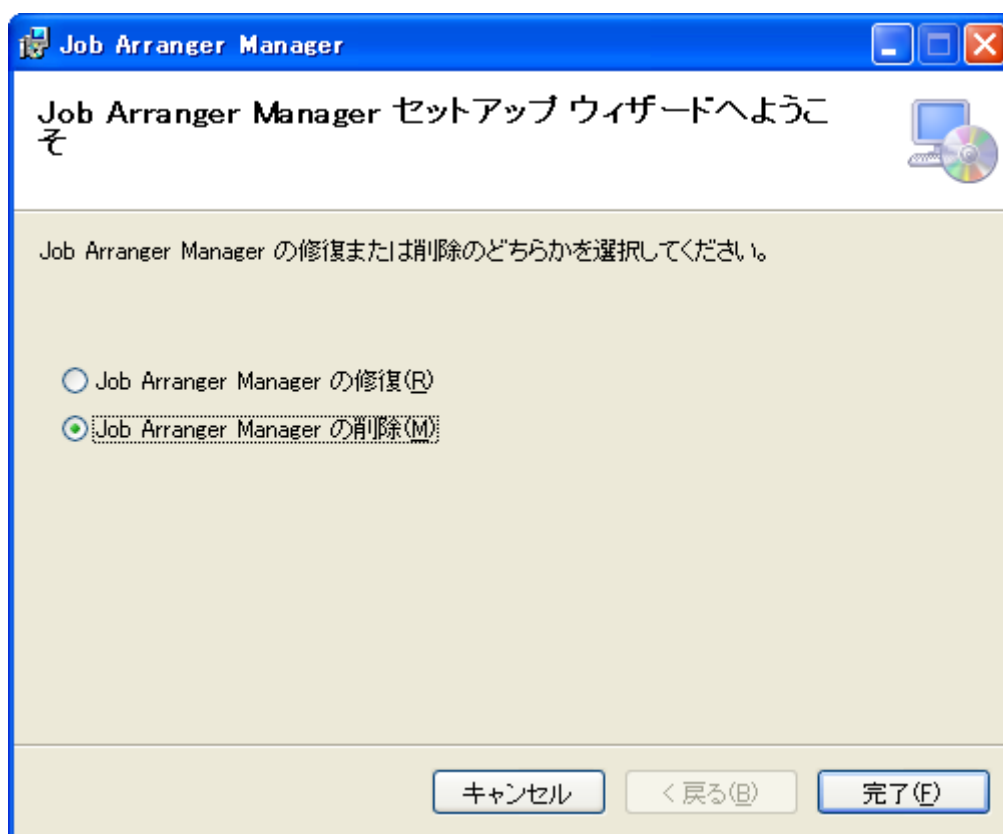 Job Arranger Manager
Job Arranger Manager セットアップ ウィザードへようこ
そ
Job Arranger Manager の修復または削除のどちらかを選択してください。
Job Arranger Manager の修復(R)
Job Arranger Manager の削除(M)
キャンセル
< 戻る(B)
完了(F)